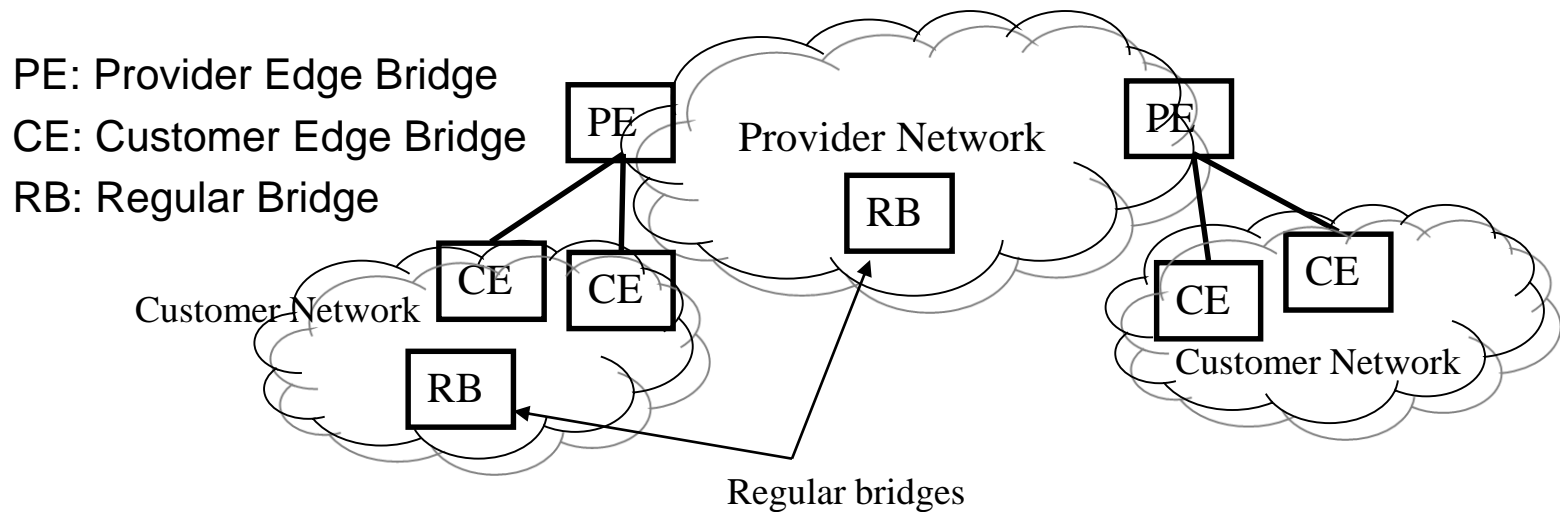 PE: Provider Edge Bridge
CE: Customer Edge Bridge
RB: Regular Bridge
PE
Provider Network
PE
RB
CE
CE
Customer Network
RB
CE
CE
Customer Network
Regular bridges